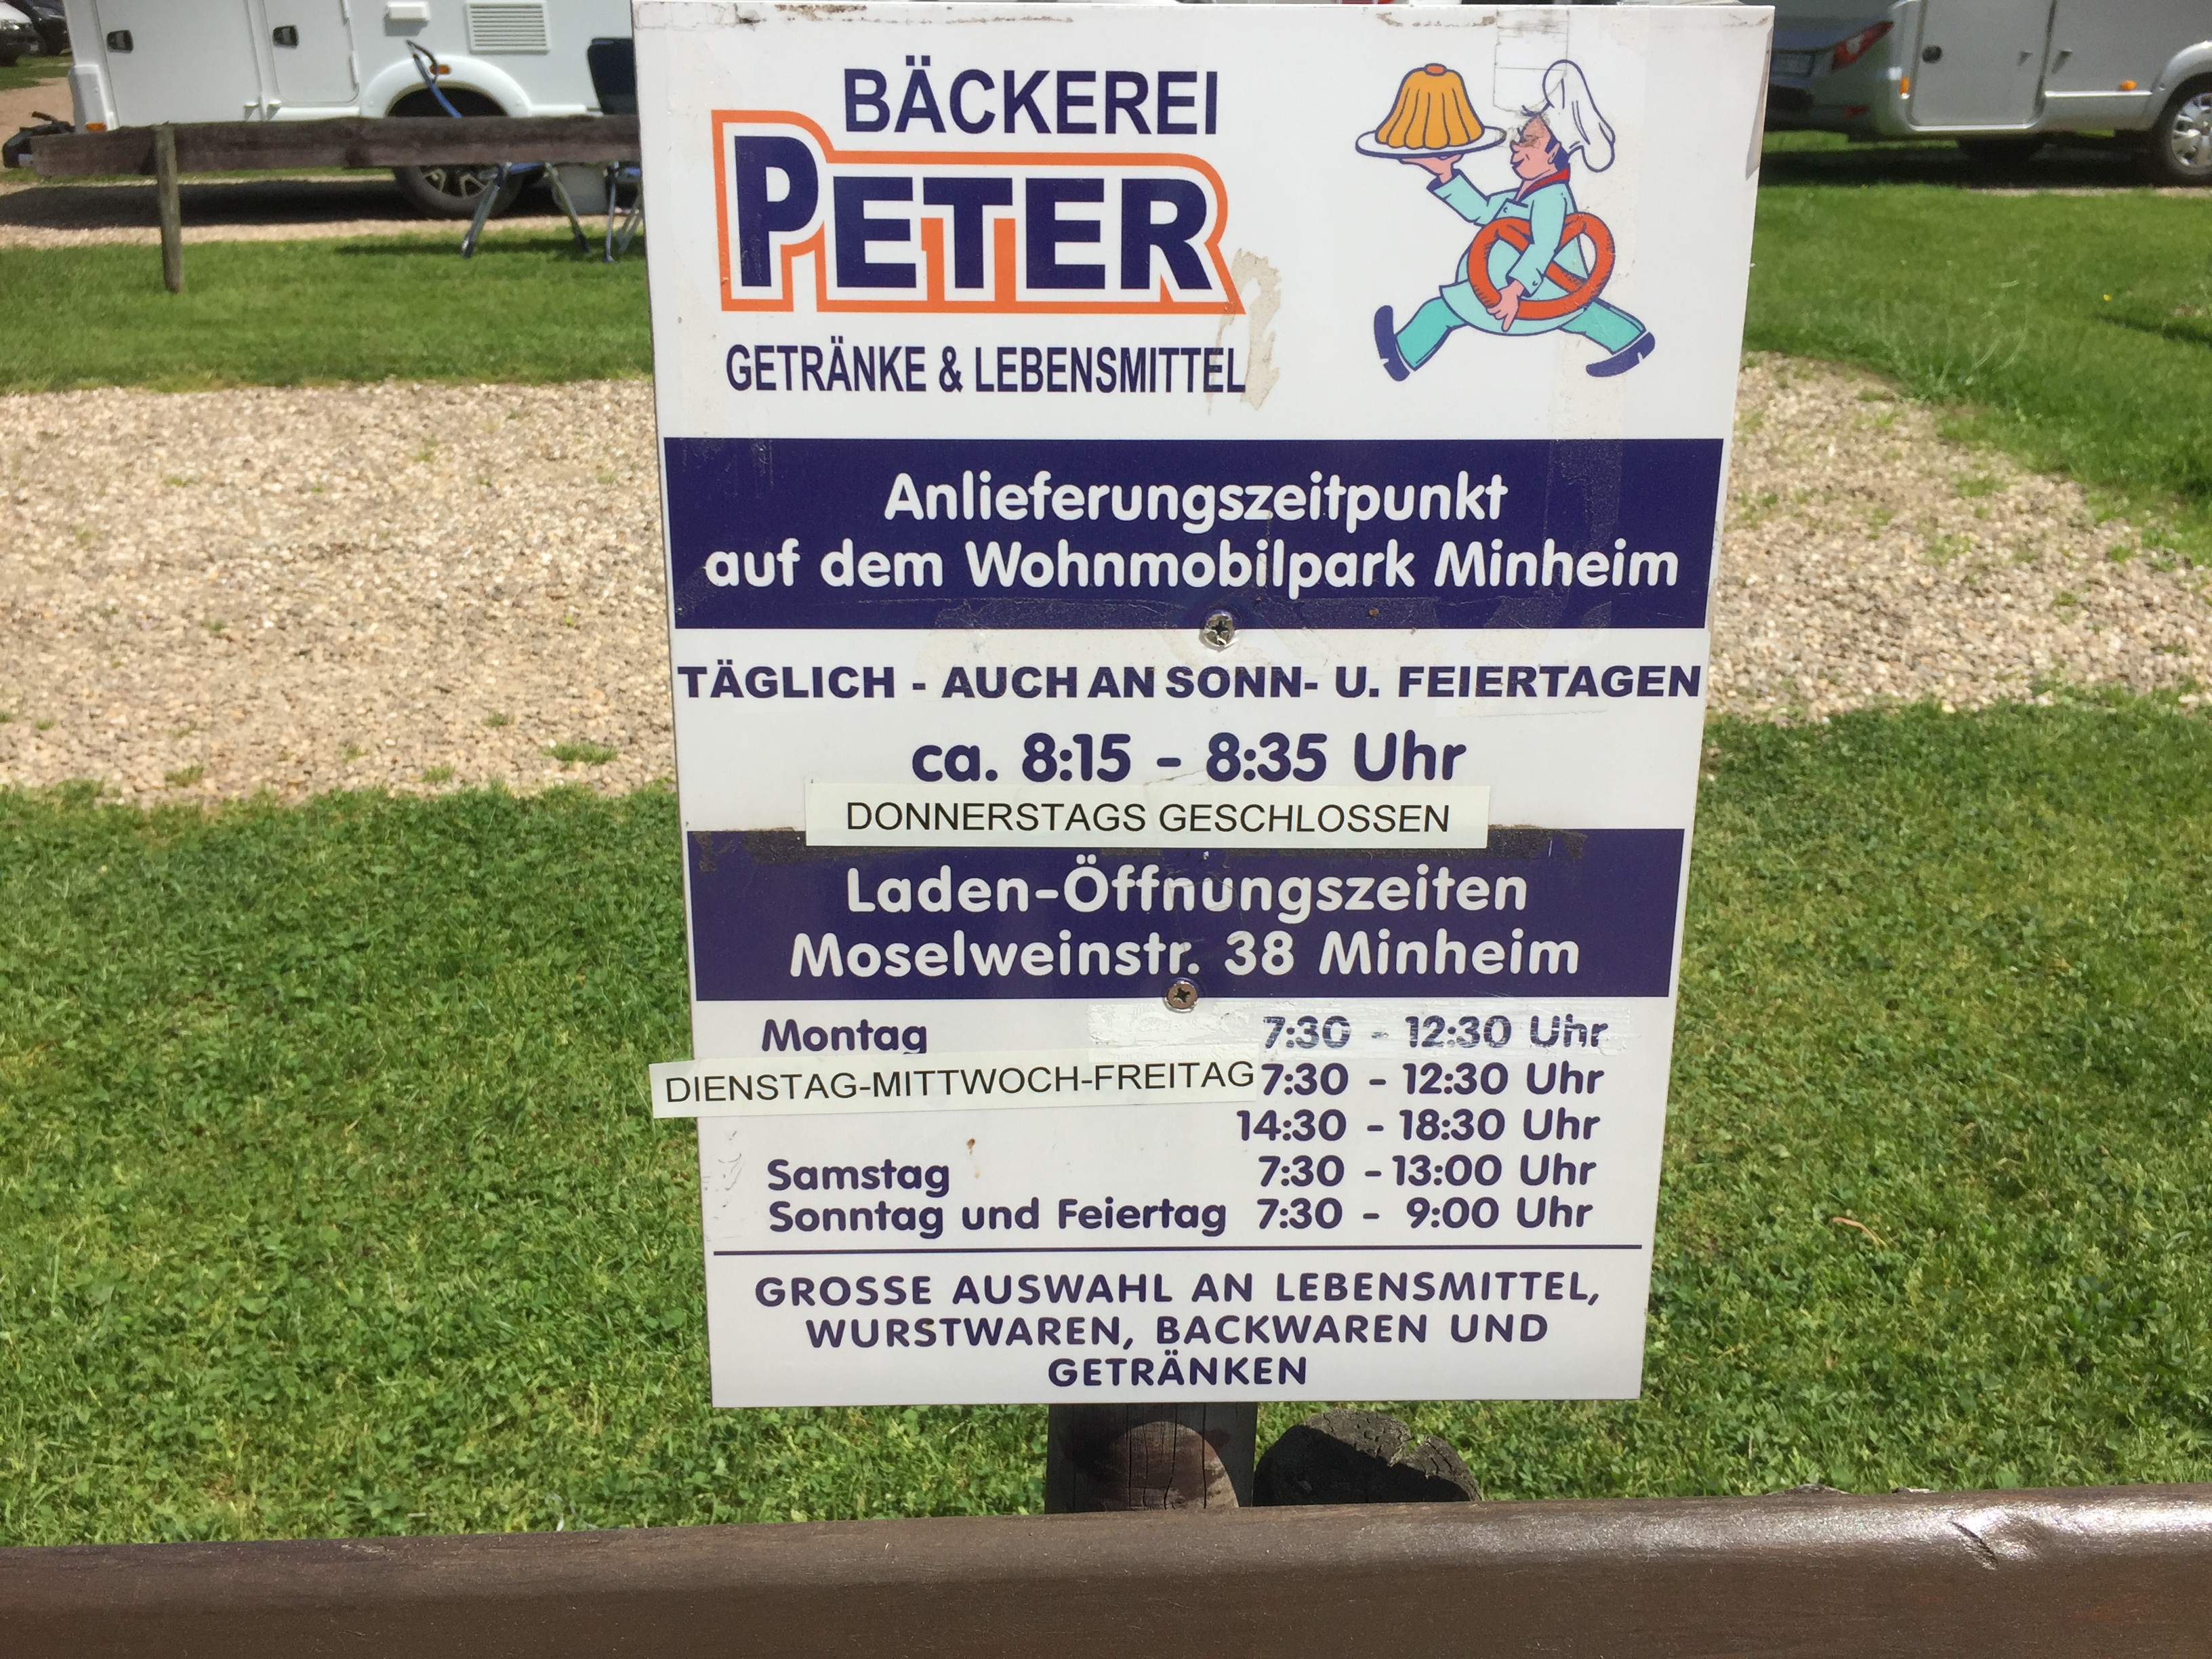 BÄCKEREI
PETER
GETRÄNKE & LEBENSMITTEL
Anlieferungszeitpunkt
auf dem Wohnmobilpark Minheim
TÄGLICH - AUCH AN SONN- U. FEIERTAGEN
ca. 8:15 - 8:35 Uhr
DONNERSTAGS GESCHLOSSEN
Laden-Öffnungszeiten
Moselweinstr. 38 Minheim
Montag 7:30 - 12:30 Uhr
DIENSTAG-MITTWOCH-FREITAG 7:30 - 12:30 Uhr
14:30 - 18:30 Uhr
Samstag 7:30 - 13:00 Uhr
Sonntag und Feiertag 7:30 - 9:00 Uhr
GROSSE AUSWAHL AN LEBENSMITTEL,
WURSTWAREN, BACKWAREN UND
GETRÄNKEN